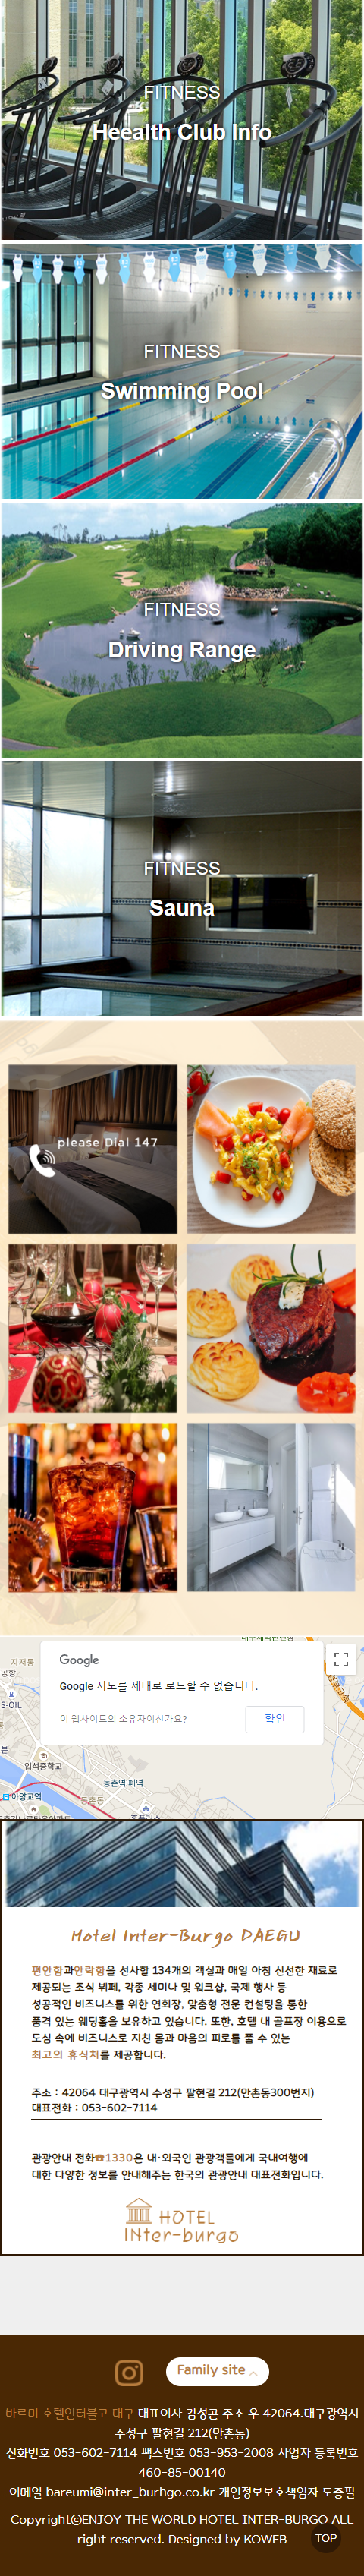 FITNESS
Heealth Club Info
FITNESS
Swimming Pool
FITNESS
Driving Range
FITNESS
Sauna
please Dial 147
지저동
공항
S-OIL
입석중학교
아양교역
동촌역 폐역
동촌동
Google
Google 지도를 제대로 로드할 수 없습니다.
이 웹사이트의 소유자이신가요?
확인
Hotel Inter-Burgo DAEGU
편안함과안락함을 선사할 134개의 객실과 매일 아침 신선한 재료로
제공되는 조식 뷔페, 각종 세미나 및 워크샵, 국제 행사 등
성공적인 비즈니스를 위한 연회장, 맞춤형 전문 컨설팅을 통한
품격 있는 웨딩홀을 보유하고 있습니다. 또한, 호텔 내 골프장 이용으로
도심 속에 비즈니스로 지친 몸과 마음의 피로를 풀 수 있는
최고의 휴식처를 제공합니다.
주소 : 42064 대구광역시 수성구 팔현길 212(만촌동300번지)
대표전화 : 053-602-7114
관광안내 전화☎1330은 내·외국인 관광객들에게 국내여행에
대한 다양한 정보를 안내해주는 한국의 관광안내 대표전화입니다.
HOTEL
INter-burgo
Family site
바르미 호텔인터불고 대구 대표이사 김성곤 주소 우 42064.대구광역시
수성구 팔현길 212(만촌동)
전화번호 053-602-7114 팩스번호 053-953-2008 사업자 등록번호
460-85-00140
이메일 bareumi@inter_burhgo.co.kr 개인정보보호책임자 도종필
CopyrightⓒENJOY THE WORLD HOTEL INTER-BURGO ALL
right reserved. Designed by KOWEB
TOP